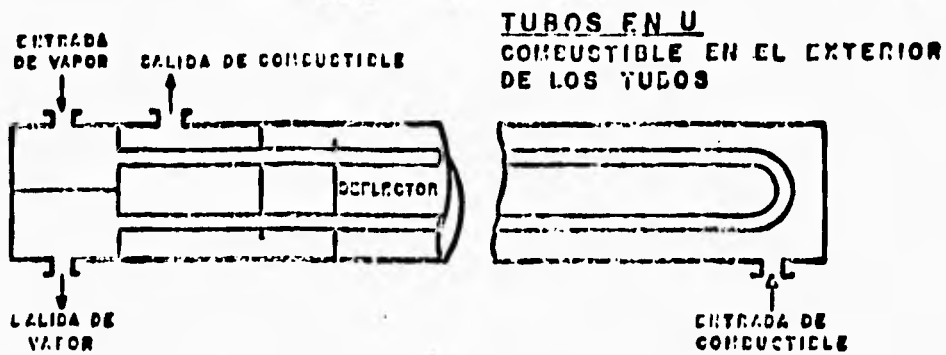 TUBOS EN U
COMBUSTIBLE EN EL EXTERIOR
DE LOS TUBOS
ENTRADA
DE VAPOR
SALIDA DE COMBUSTIBLE
DEFLECTOR
SALIDA DE
VAPOR
ENTRADA DE
COMBUSTIBLE